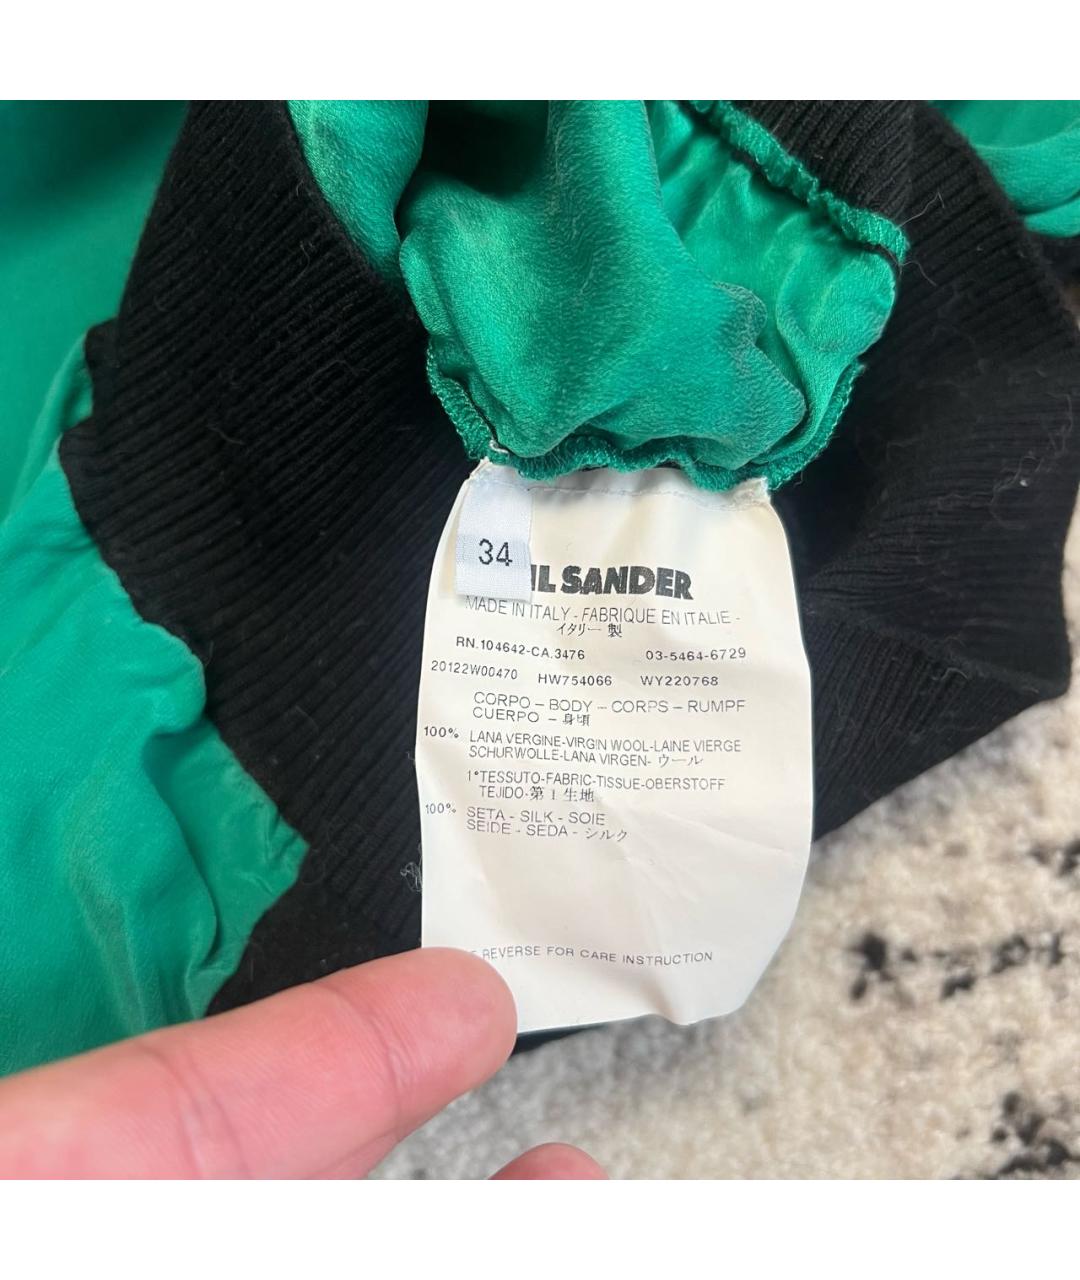 34
IL SANDER
MADE IN ITALY - FABRIQUE EN ITALIE -
イタリー 製
RN.104642-CA.3476 03-5464-6729
20122W00470 HW754066 WY220768
CORPO – BODY – CORPS – RUMPF
CUERPO – 身頃
100% LANA VERGINE-VIRGIN WOOL-LAINE VIERGE
SCHURWOLLE-LANA VIRGEN- ウール
1°TESSUTO-FABRIC-TISSUE-OBERSTOFF
TEJIDO-第 1 生地
100% SETA - SILK - SOIE
SEIDE - SEDA - シルク
REVERSE FOR CARE INSTRUCTION